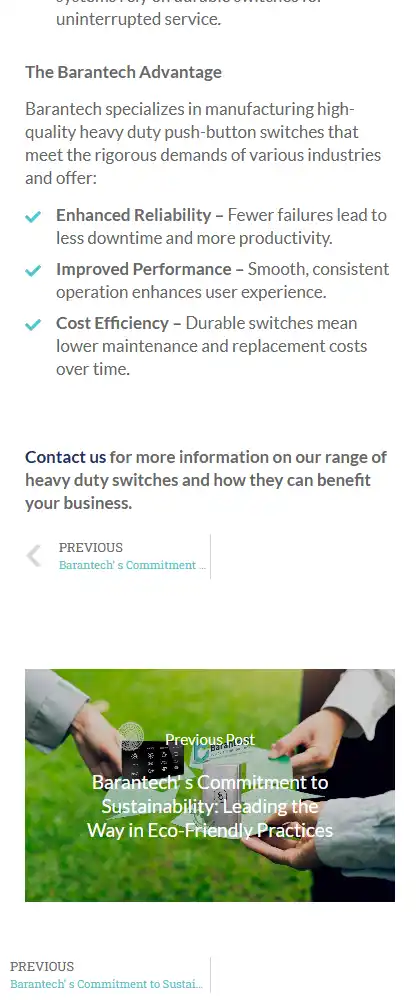 uninterrupted service.
The Barantech Advantage
Barantech specializes in manufacturing high-
quality heavy duty push-button switches that
meet the rigorous demands of various industries
and offer:
Enhanced Reliability – Fewer failures lead to
less downtime and more productivity.
Improved Performance – Smooth, consistent
operation enhances user experience.
Cost Efficiency – Durable switches mean
lower maintenance and replacement costs
over time.
Contact us for more information on our range of
heavy duty switches and how they can benefit
your business.
PREVIOUS
Barantech' s Commitment ...
Previous Post
Barantech' s Commitment to
Sustainability: Leading the
Way in Eco-Friendly Practices
PREVIOUS
Barantech' s Commitment to Sustai...